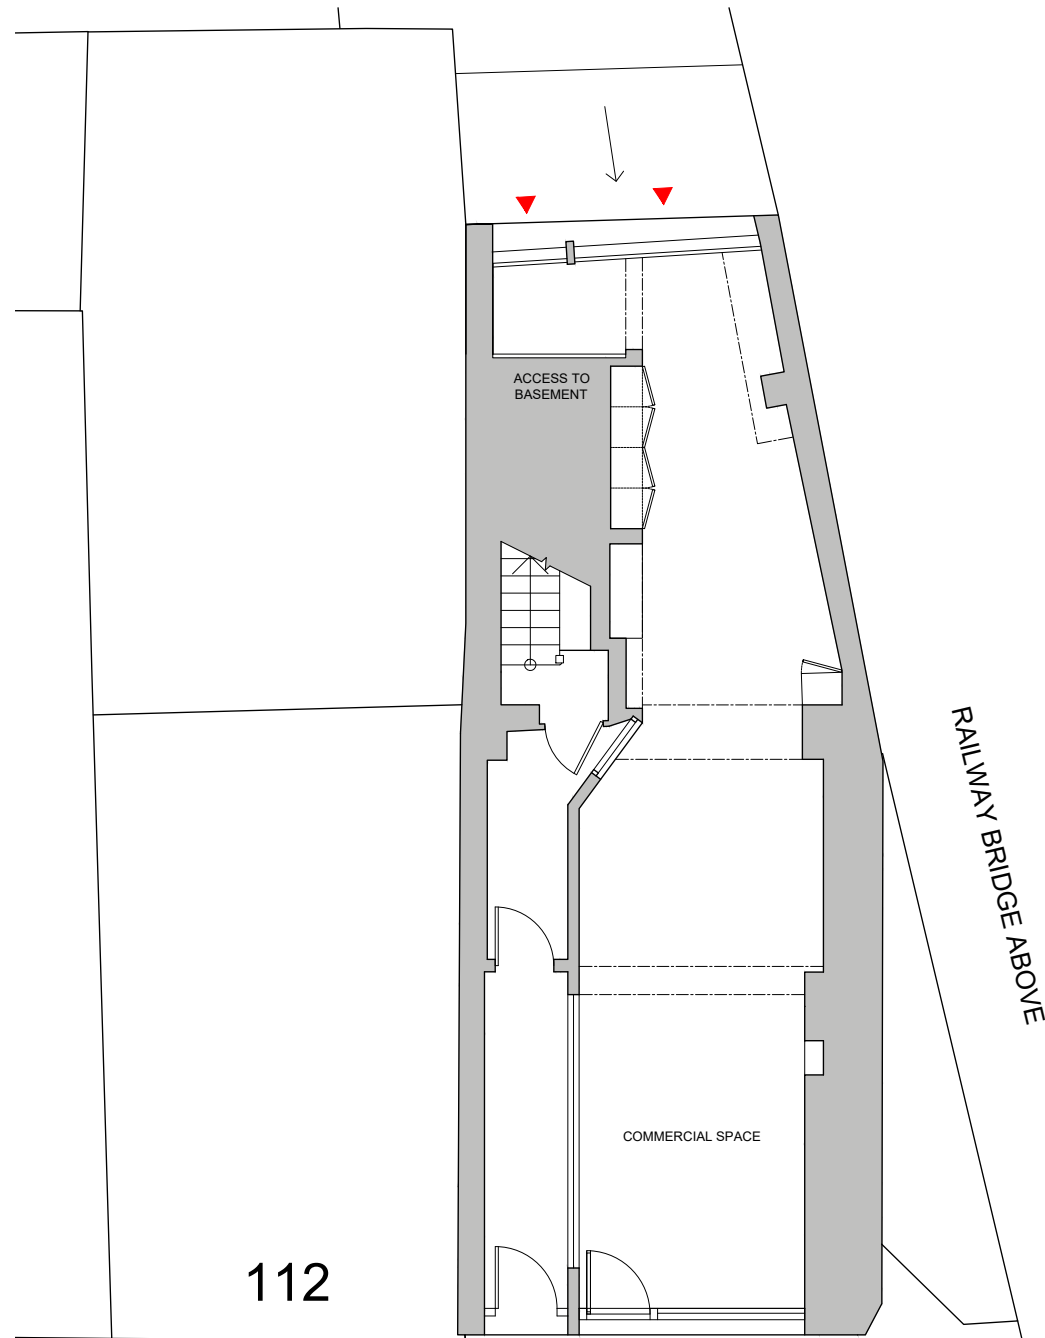 ACCESS TO
BASEMENT
RAILWAY BRIDGE ABOVE
COMMERCIAL SPACE
112